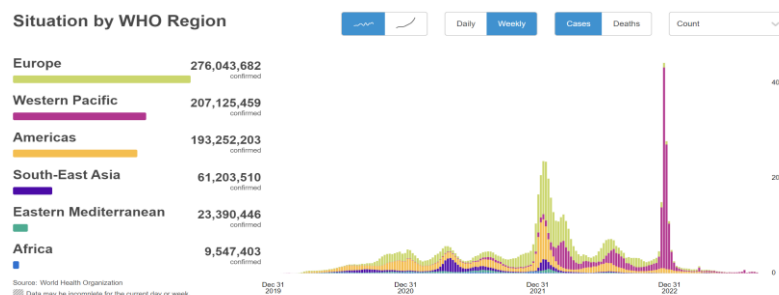 Situation by WHO Region
Daily Weekly Cases Deaths Count
Europe 276,043,682
confirmed
Western Pacific 207,125,459
confirmed
Americas 193,252,203
confirmed
South-East Asia 61,203,510
confirmed
Eastern Mediterranean 23,390,446
confirmed
Africa 9,547,403
confirmed
40
20
0
Dec 31 Dec 31 Dec 31 Dec 31
2019 2020 2021 2022
Source: World Health Organization
Data may be incomplete for the current day or week